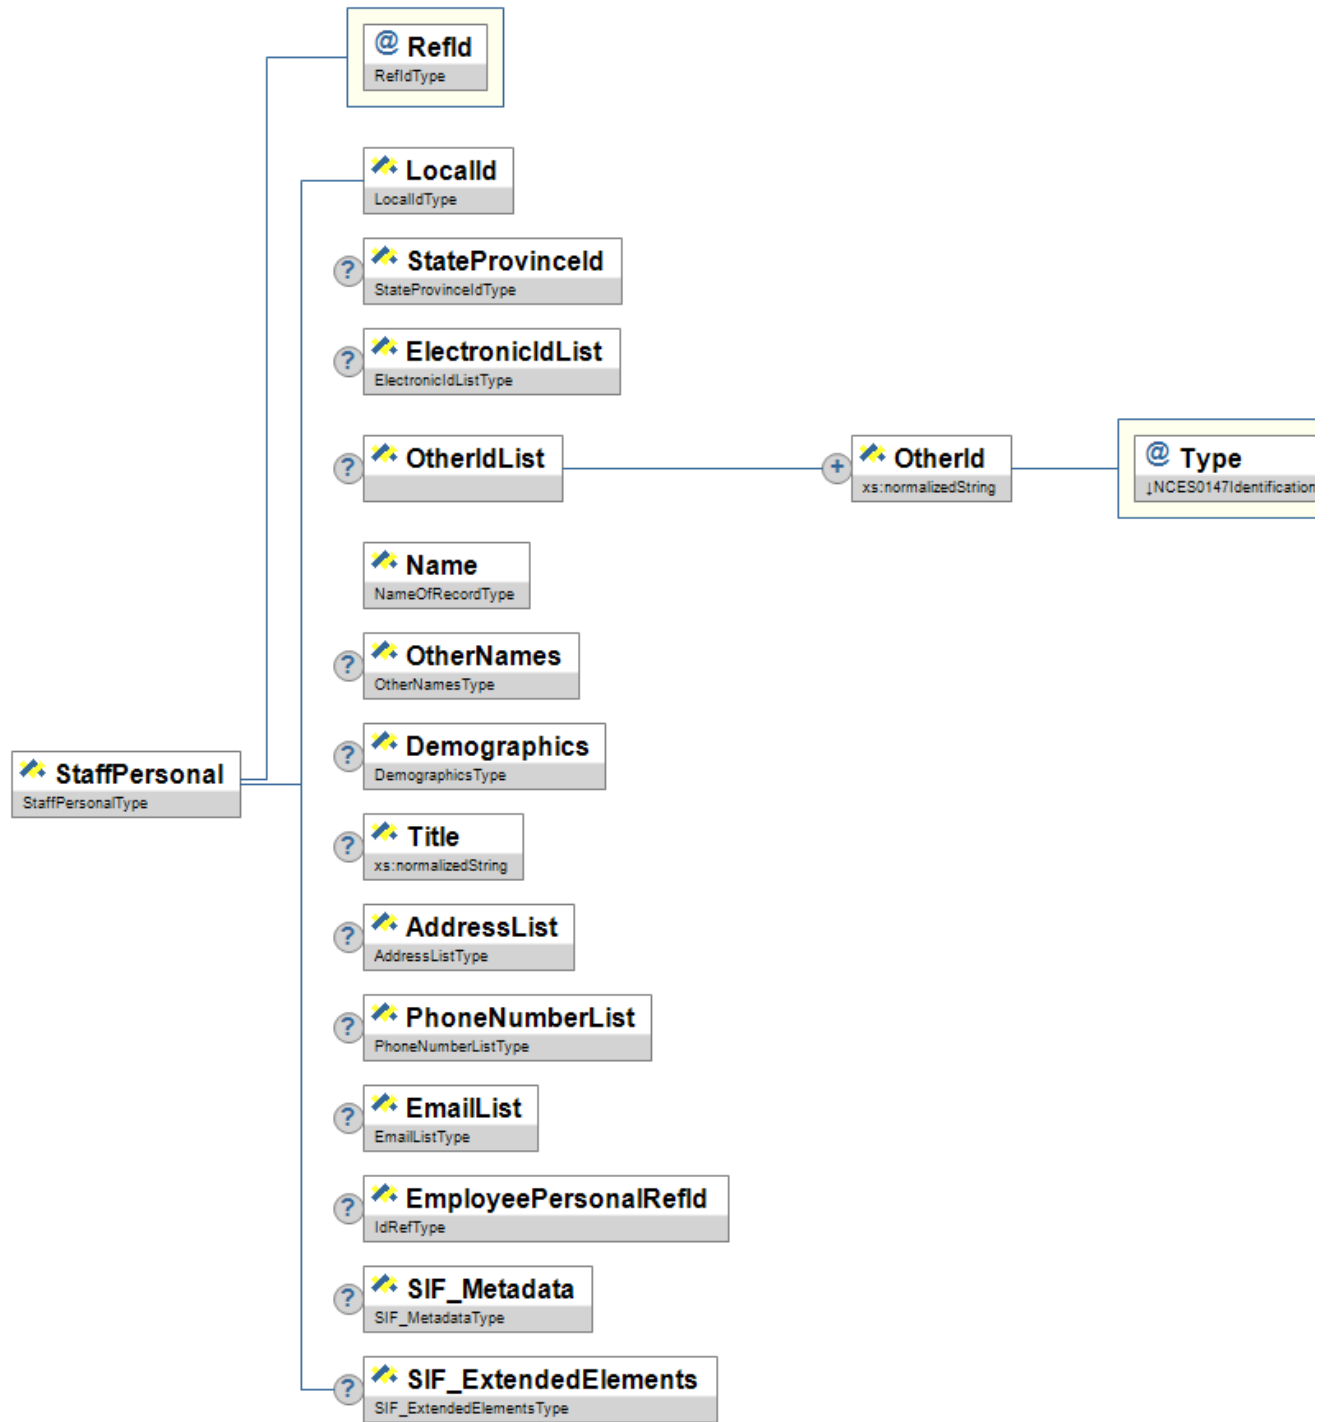 @ RefId
RefIdType
LocalId
LocalIdType
? StateProvinceId
StateProvinceIdType
? ElectronicIdList
ElectronicIdListType
? OtherIdList
+ OtherId
xs:normalizedString
@ Type
↓NCES0147Identification
Name
NameOfRecordType
? OtherNames
OtherNamesType
? Demographics
DemographicsType
StaffPersonal
StaffPersonalType
? Title
xs:normalizedString
? AddressList
AddressListType
? PhoneNumberList
PhoneNumberListType
? EmailList
EmailListType
? EmployeePersonalRefId
IdRefType
? SIF_Metadata
SIF_MetadataType
? SIF_ExtendedElements
SIF_ExtendedElementsType